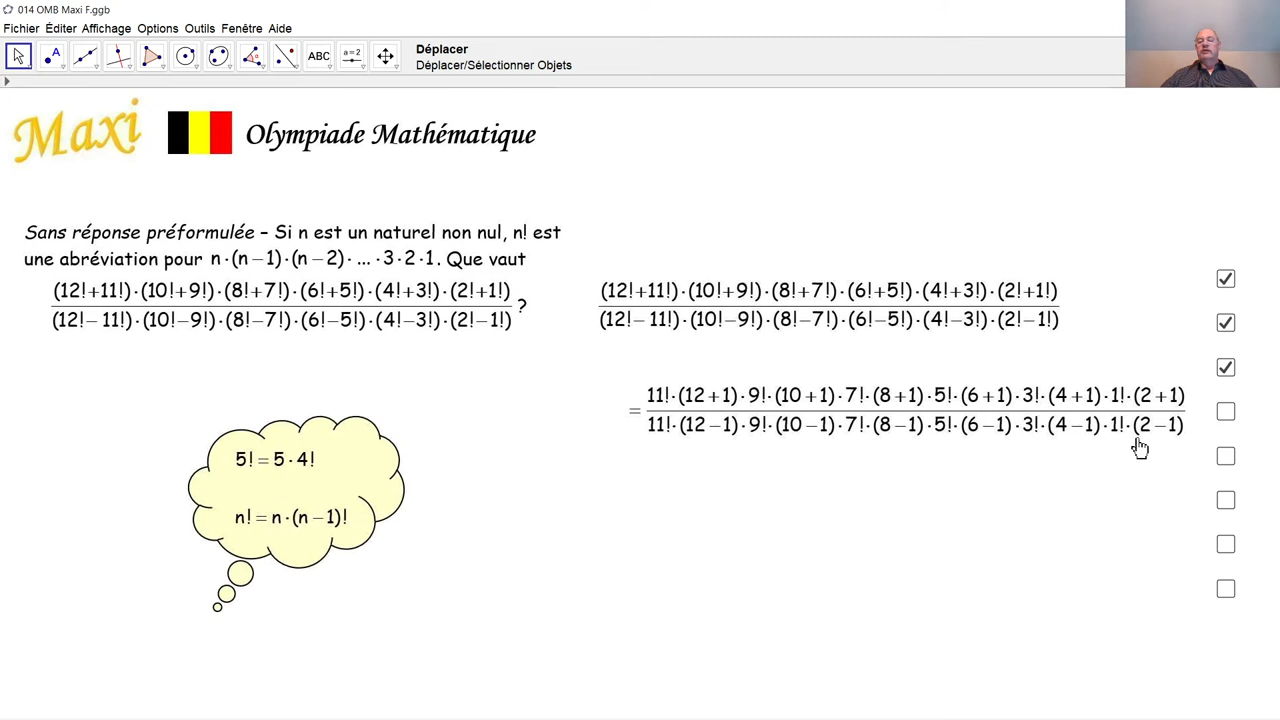 014 OMB Maxi F.ggb
Fichier Éditer Affichage Options Outils Fenêtre Aide
A ABC a=2 Déplacer
Déplacer/Sélectionner Objets
Maxi Olympiade Mathématique
Sans réponse préformulée – Si n est un naturel non nul, n! est
une abréviation pour n·(n−1)·(n−2)· ... ·3·2·1. Que vaut
(12!+11!)·(10!+9!)·(8!+7!)·(6!+5!)·(4!+3!)·(2!+1!)
(12!−11!)·(10!−9!)·(8!−7!)·(6!−5!)·(4!−3!)·(2!−1!) ?
(12!+11!)·(10!+9!)·(8!+7!)·(6!+5!)·(4!+3!)·(2!+1!)
(12!−11!)·(10!−9!)·(8!−7!)·(6!−5!)·(4!−3!)·(2!−1!)
= 11!·(12+1)·9!·(10+1)·7!·(8+1)·5!·(6+1)·3!·(4+1)·1!·(2+1)
11!·(12−1)·9!·(10−1)·7!·(8−1)·5!·(6−1)·3!·(4−1)·1!·(2−1)
5! = 5·4!
n! = n·(n−1)!